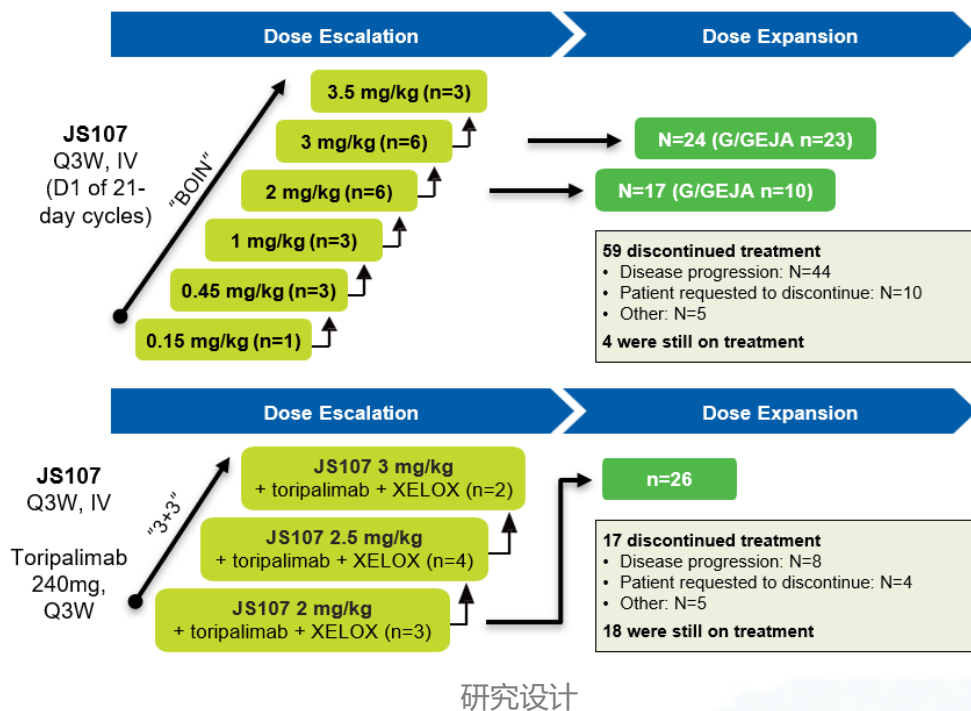 Dose Escalation
Dose Expansion
JS107
Q3W, IV
(D1 of 21-
day cycles)
“BOIN”
3.5 mg/kg (n=3)
3 mg/kg (n=6)
2 mg/kg (n=6)
1 mg/kg (n=3)
0.45 mg/kg (n=3)
0.15 mg/kg (n=1)
N=24 (G/GEJA n=23)
N=17 (G/GEJA n=10)
59 discontinued treatment
• Disease progression: N=44
• Patient requested to discontinue: N=10
• Other: N=5
4 were still on treatment
Dose Escalation
Dose Expansion
JS107
Q3W, IV
Toripalimab
240mg,
Q3W
“3+3”
JS107 3 mg/kg
+ toripalimab + XELOX (n=2)
JS107 2.5 mg/kg
+ toripalimab + XELOX (n=4)
JS107 2 mg/kg
+ toripalimab + XELOX (n=3)
n=26
17 discontinued treatment
• Disease progression: N=8
• Patient requested to discontinue: N=4
• Other: N=5
18 were still on treatment
研究设计